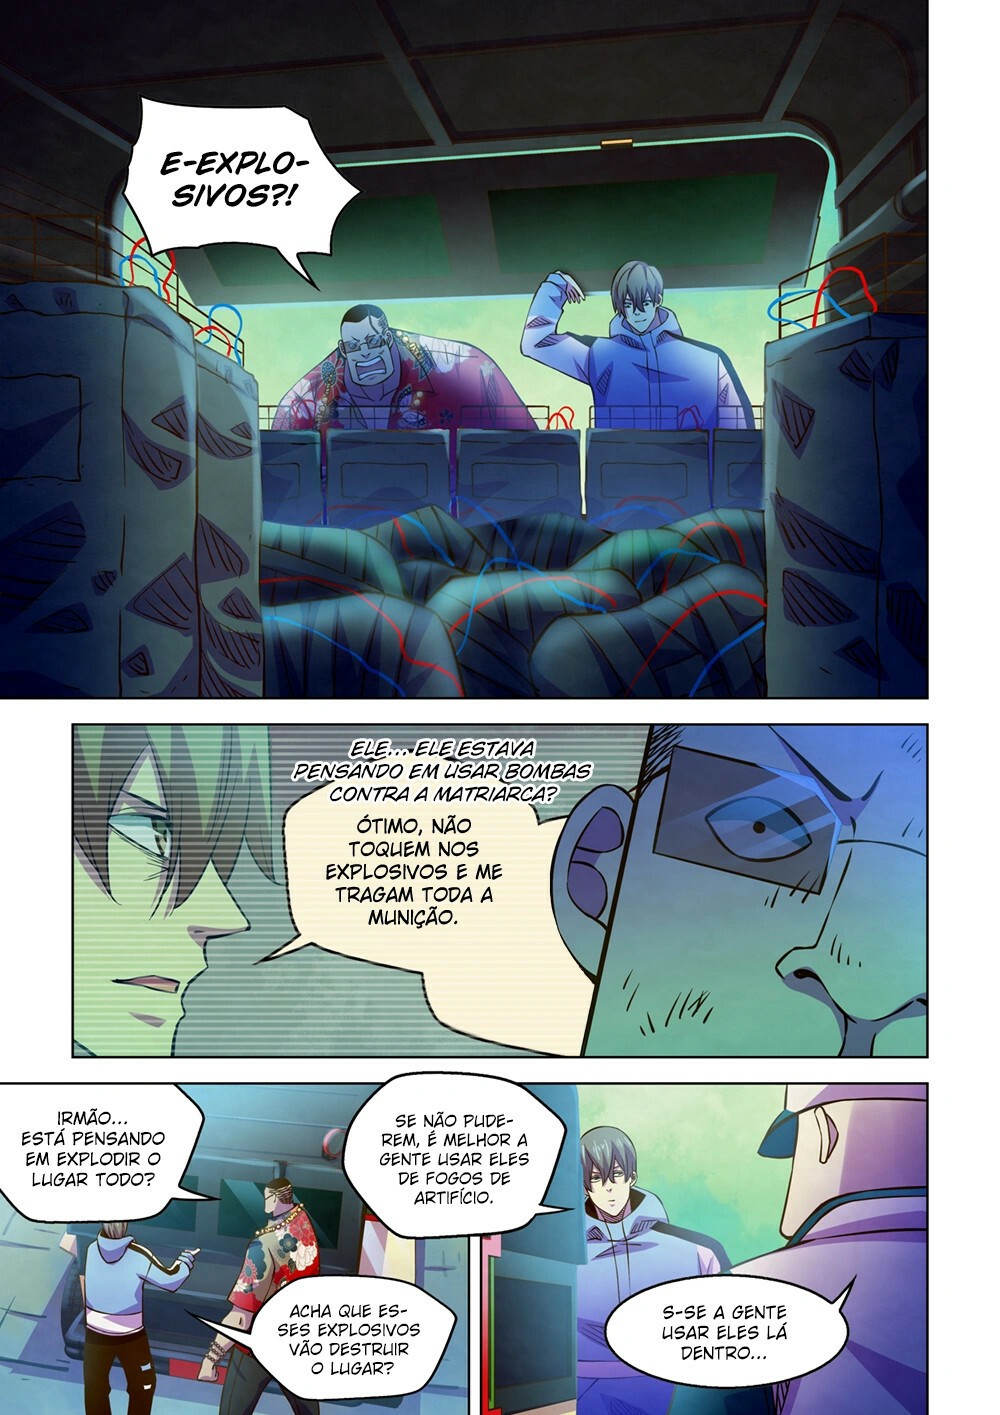 E-EXPLO-
SIVOS?!
ELE... ELE ESTAVA
PENSANDO EM USAR BOMBAS
CONTRA A MATRIARCA?
ÓTIMO, NÃO
TOQUEM NOS
EXPLOSIVOS E ME
TRAGAM TODA A
MUNIÇÃO.
IRMÃO...
ESTÁ PENSANDO
EM EXPLODIR O
LUGAR TODO?
ACHA QUE ES-
SES EXPLOSIVOS
VÃO DESTRUIR
O LUGAR?
SE NÃO PUDE-
REM, É MELHOR A
GENTE USAR ELES
DE FOGOS DE
ARTIFÍCIO.
S-SE A GENTE
USAR ELES LÁ
DENTRO...